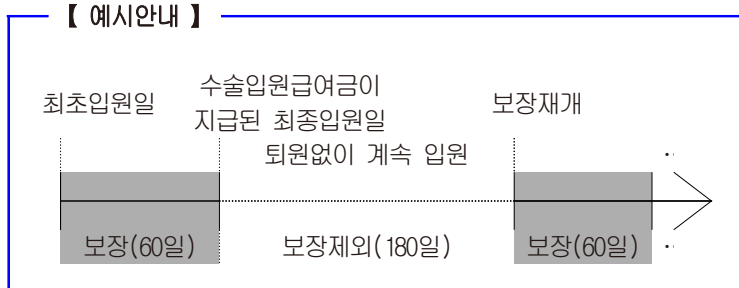 【 예시안내 】
최초입원일
수술입원급여금이
지급된 최종입원일
보장재개
퇴원없이 계속 입원
보장(60일)
보장제외(180일)
보장(60일)